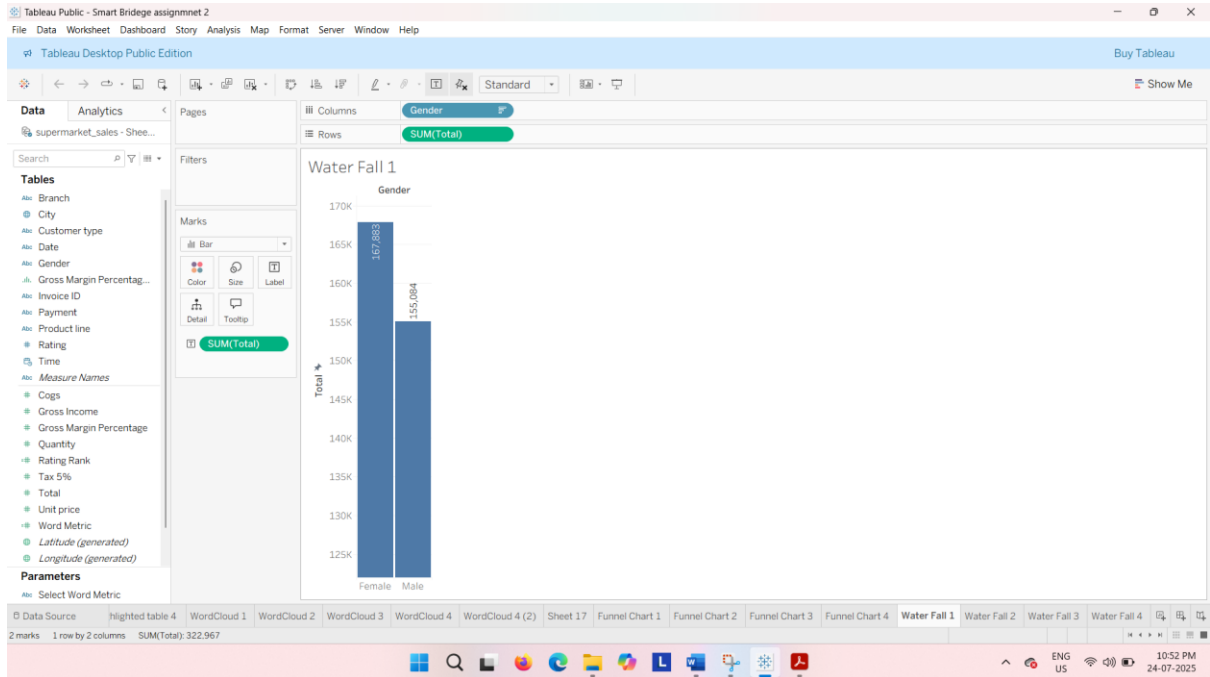 Tableau Public - Smart Bridege assignmnet 2
File Data Worksheet Dashboard Story Analysis Map Format Server Window Help
Tableau Desktop Public Edition
Buy Tableau
Standard
Show Me
Data Analytics
supermarket_sales - Shee...
Search
Tables
Abc Branch
City
Abc Customer type
Abc Date
Abc Gender
Gross Margin Percentag...
Abc Invoice ID
Abc Payment
Abc Product line
# Rating
Time
Abc Measure Names
# Cogs
# Gross Income
# Gross Margin Percentage
# Quantity
=# Rating Rank
# Tax 5%
# Total
# Unit price
=# Word Metric
Latitude (generated)
Longitude (generated)
Parameters
Abc Select Word Metric
Pages
Filters
Marks
Bar
Color Size Label
Detail Tooltip
SUM(Total)
Columns Gender
Rows SUM(Total)
Water Fall 1
Gender
170K
165K
160K
155K
150K
145K
140K
135K
130K
125K
Total
167,883
155,084
Female Male
Data Source hlighted table 4 WordCloud 1 WordCloud 2 WordCloud 3 WordCloud 4 WordCloud 4 (2) Sheet 17 Funnel Chart 1 Funnel Chart 2 Funnel Chart 3 Funnel Chart 4 Water Fall 1 Water Fall 2 Water Fall 3 Water Fall 4
2 marks 1 row by 2 columns SUM(Total): 322,967
ENG
US
10:52 PM
24-07-2025